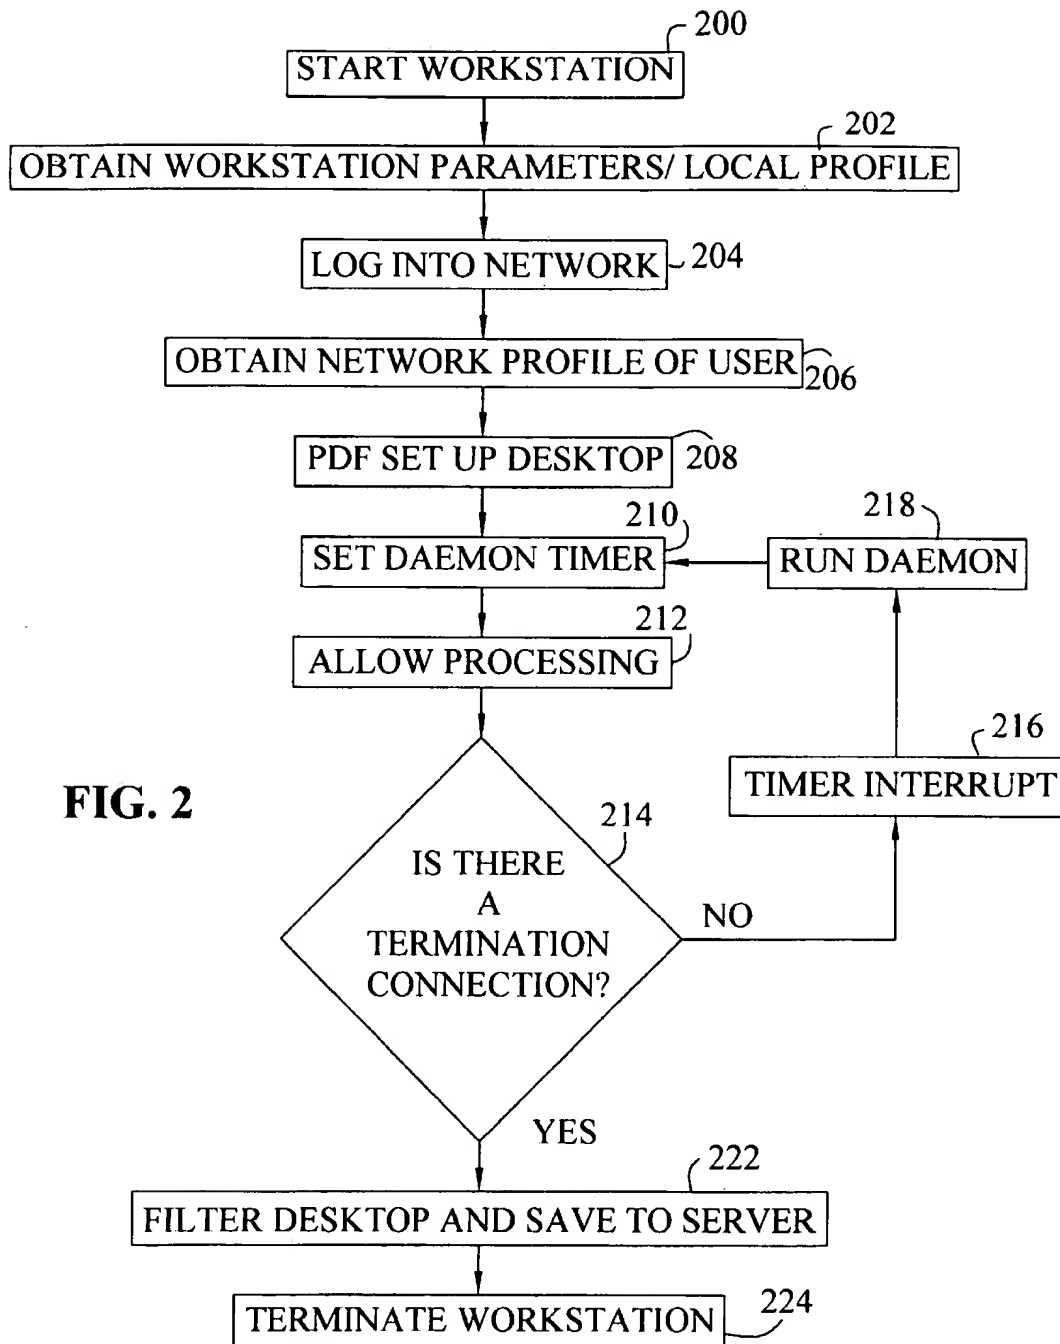 200
START WORKSTATION
202
OBTAIN WORKSTATION PARAMETERS/ LOCAL PROFILE
LOG INTO NETWORK 204
OBTAIN NETWORK PROFILE OF USER 206
PDF SET UP DESKTOP 208
210
SET DAEMON TIMER
218
RUN DAEMON
212
ALLOW PROCESSING
216
TIMER INTERRUPT
FIG. 2
214
IS THERE
A
TERMINATION
CONNECTION?
NO
YES
222
FILTER DESKTOP AND SAVE TO SERVER
TERMINATE WORKSTATION 224